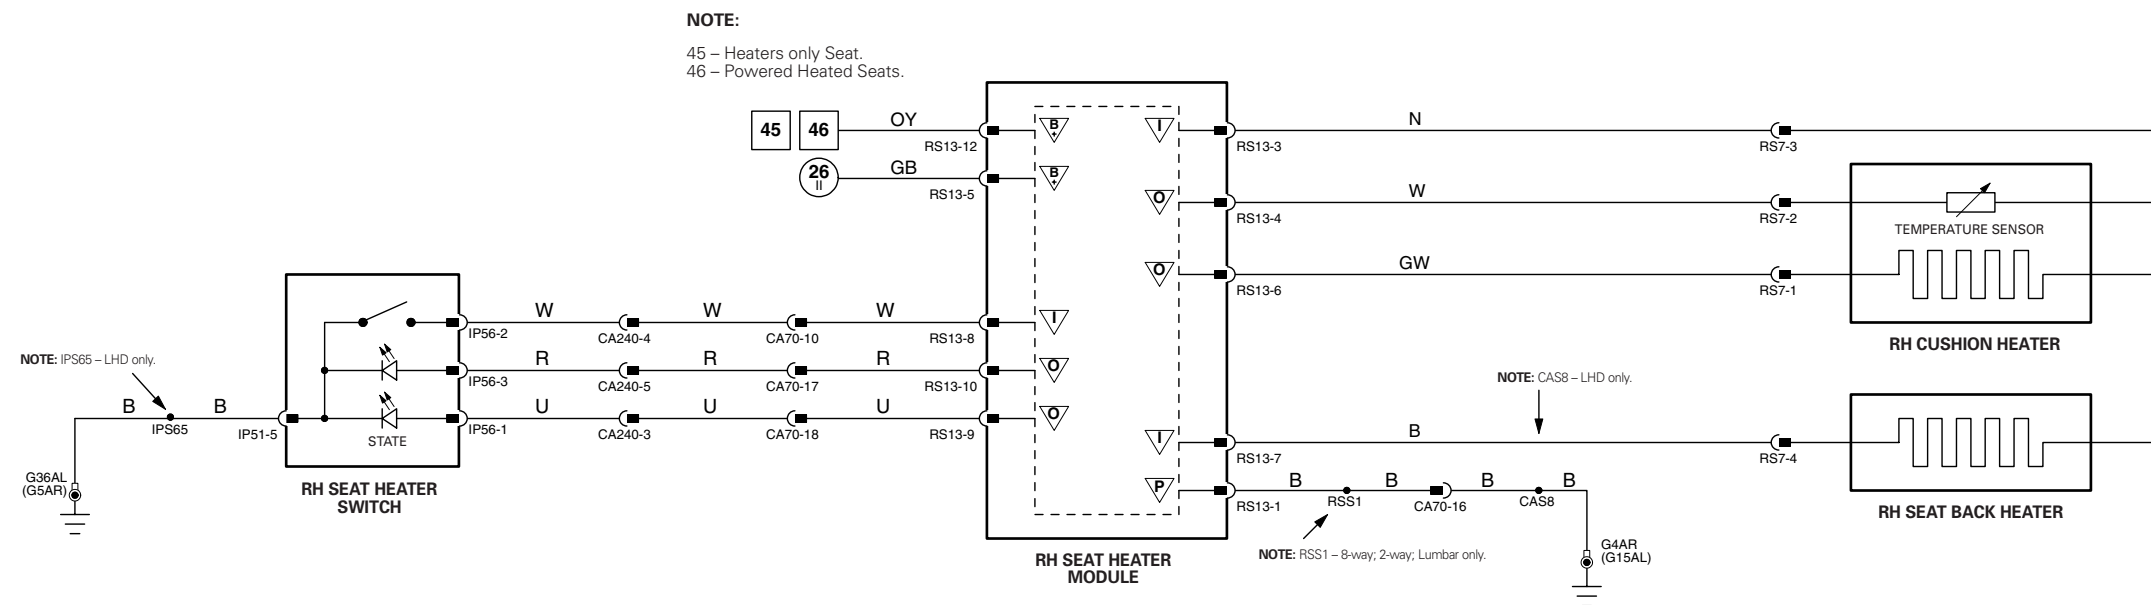 NOTE:
45 – Heaters only Seat.
46 – Powered Heated Seats.
45 46 OY RS13-12 B+ I RS13-3 N RS7-3
26 II GB RS13-5 B+
O RS13-4 W RS7-2
TEMPERATURE SENSOR
O RS13-6 GW RS7-1
RH CUSHION HEATER
IP56-2 W CA240-4 W CA70-10 W RS13-8 I
IP56-3 R CA240-5 R CA70-17 R RS13-10 O
IP56-1 U CA240-3 U CA70-18 U RS13-9 O
NOTE: IPS65 – LHD only.
B IPS65 B IP51-5
STATE
G36AL
(G5AR)
RH SEAT HEATER
SWITCH
NOTE: CAS8 – LHD only.
I RS13-7 B RS7-4
P RS13-1 B RSS1 B CA70-16 B CAS8 B
RH SEAT BACK HEATER
NOTE: RSS1 – 8-way; 2-way; Lumbar only.
G4AR
(G15AL)
RH SEAT HEATER
MODULE